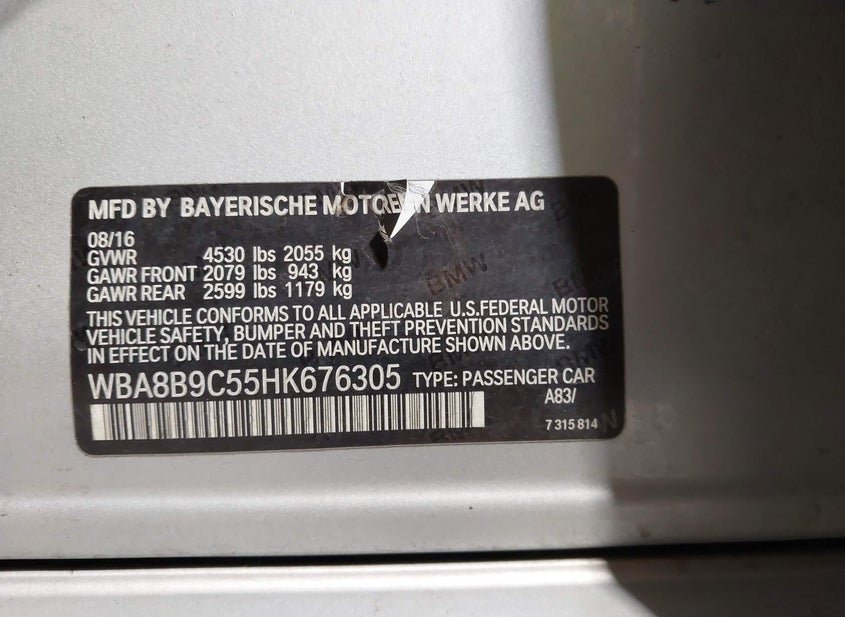 MFD BY BAYERISCHE MOTOREN WERKE AG
08/16
GVWR 4530 lbs 2055 kg
GAWR FRONT 2079 lbs 943 kg
GAWR REAR 2599 lbs 1179 kg
THIS VEHICLE CONFORMS TO ALL APPLICABLE U.S.FEDERAL MOTOR
VEHICLE SAFETY, BUMPER AND THEFT PREVENTION STANDARDS
IN EFFECT ON THE DATE OF MANUFACTURE SHOWN ABOVE.
WBA8B9C55HK676305 TYPE: PASSENGER CAR
A83/
7 315 814
BMW